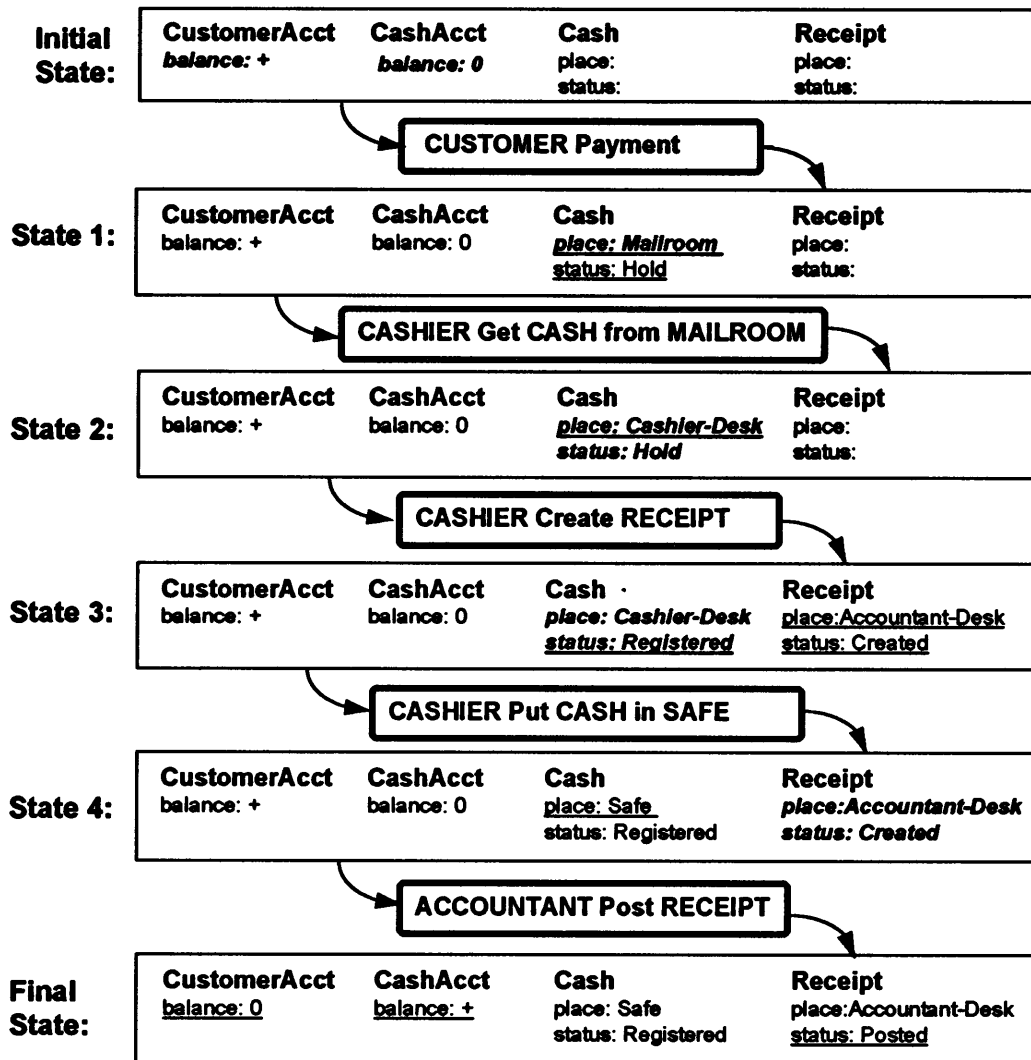 Initial State:
CustomerAcct CashAcct Cash Receipt
balance: + balance: 0 place: place:
status: status:
CUSTOMER Payment
State 1:
CustomerAcct CashAcct Cash Receipt
balance: + balance: 0 place: Mailroom place:
status: Hold status:
CASHIER Get CASH from MAILROOM
State 2:
CustomerAcct CashAcct Cash Receipt
balance: + balance: 0 place: Cashier-Desk place:
status: Hold status:
CASHIER Create RECEIPT
State 3:
CustomerAcct CashAcct Cash Receipt
balance: + balance: 0 place: Cashier-Desk place:Accountant-Desk
status: Registered status: Created
CASHIER Put CASH in SAFE
State 4:
CustomerAcct CashAcct Cash Receipt
balance: + balance: 0 place: Safe place:Accountant-Desk
status: Registered status: Created
ACCOUNTANT Post RECEIPT
Final State:
CustomerAcct CashAcct Cash Receipt
balance: 0 balance: + place: Safe place:Accountant-Desk
status: Registered status: Posted